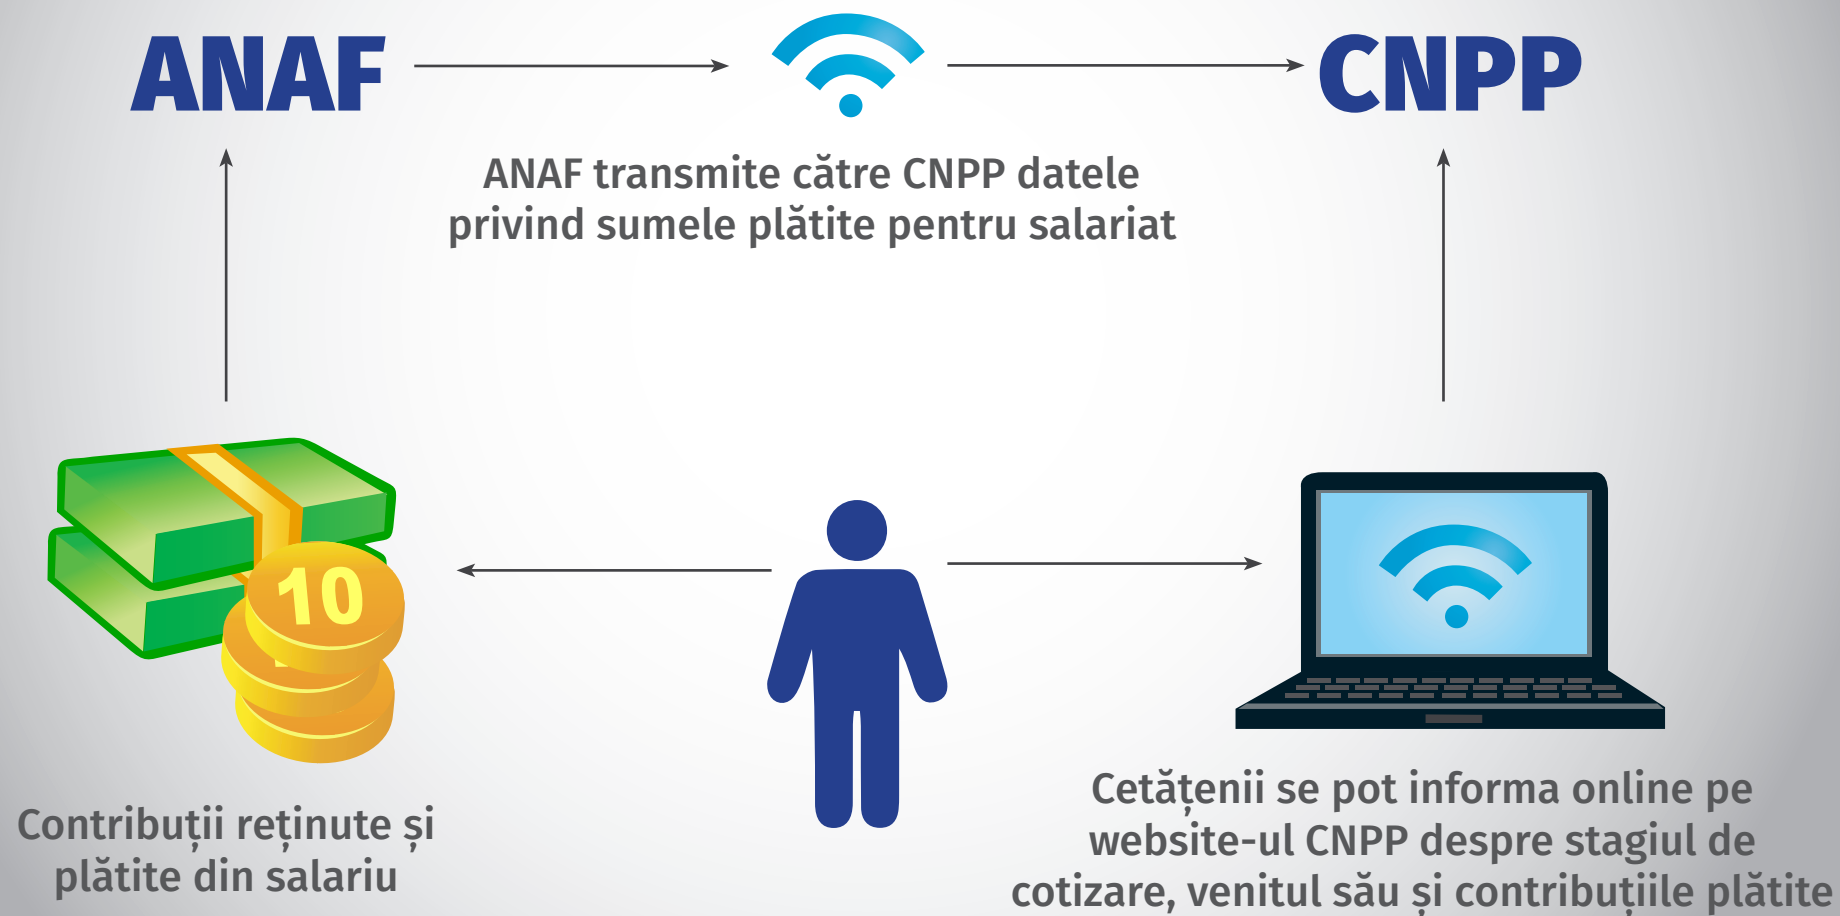 ANAF
CNPP
ANAF transmite către CNPP datele
privind sumele plătite pentru salariat
10
Contribuții reținute și
plătite din salariu
Cetățenii se pot informa online pe
website-ul CNPP despre stagiul de
cotizare, venitul său și contribuțiile plătite